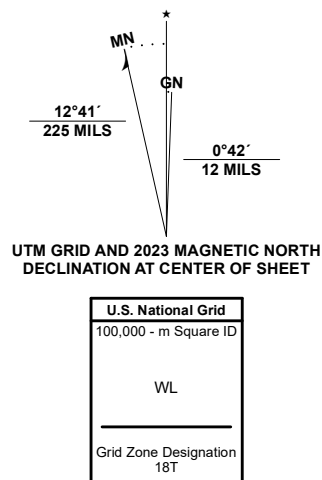 ★
MN
GN
12°41´
225 MILS
0°42´
12 MILS
UTM GRID AND 2023 MAGNETIC NORTH
DECLINATION AT CENTER OF SHEET
U.S. National Grid
100,000 - m Square ID
WL
Grid Zone Designation
18T